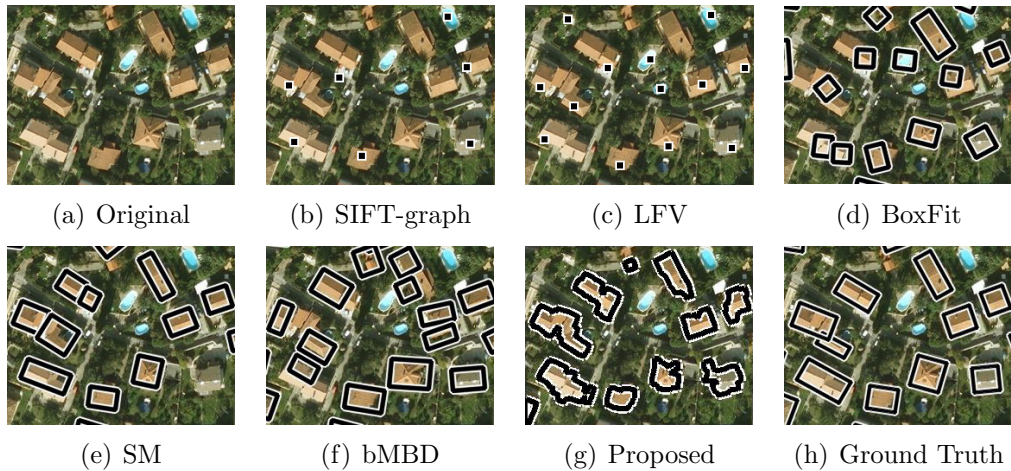 (a) Original
(b) SIFT-graph
(c) LFV
(d) BoxFit
(e) SM
(f) bMBD
(g) Proposed
(h) Ground Truth